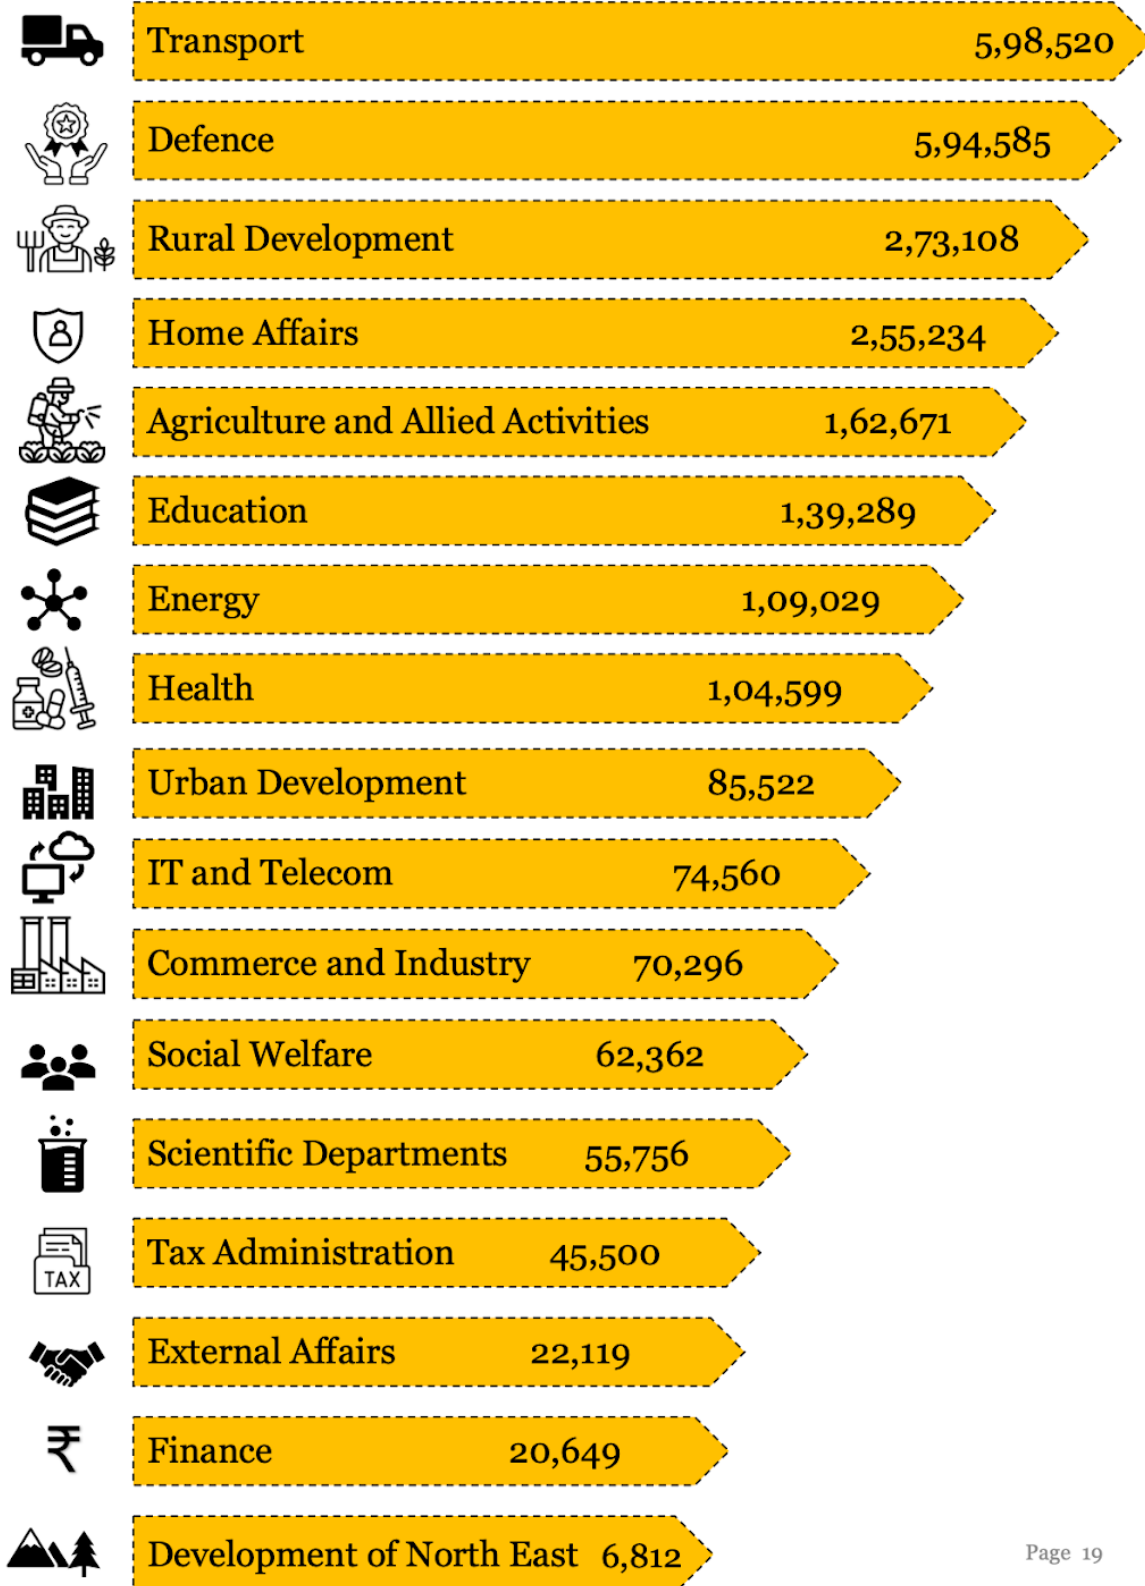 Transport 5,98,520
Defence 5,94,585
Rural Development 2,73,108
Home Affairs 2,55,234
Agriculture and Allied Activities 1,62,671
Education 1,39,289
Energy 1,09,029
Health 1,04,599
Urban Development 85,522
IT and Telecom 74,560
Commerce and Industry 70,296
Social Welfare 62,362
Scientific Departments 55,756
TAX Tax Administration 45,500
External Affairs 22,119
₹ Finance 20,649
Development of North East 6,812
Page 19